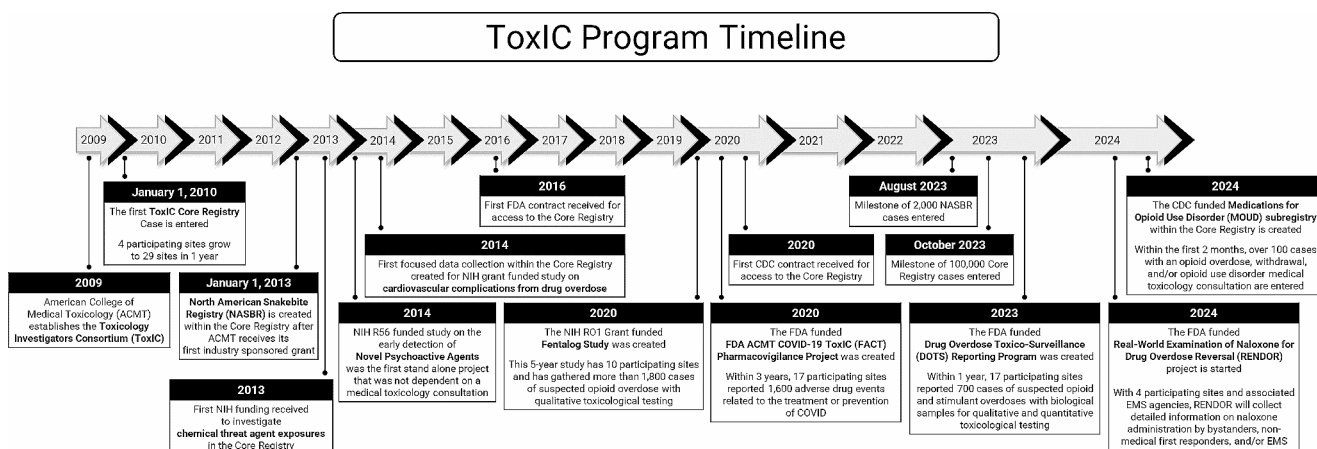 ToxIC Program Timeline
2009
2010
2011
2012
2013
2014
2015
2016
2017
2018
2019
2020
2021
2022
2023
2024
2009
American College of
Medical Toxicology (ACMT)
establishes the Toxicology
Investigators Consortium (ToxIC)
January 1, 2010
The first ToxIC Core Registry
Case is entered
4 participating sites grow
to 29 sites in 1 year
January 1, 2013
North American Snakebite
Registry (NASBR) is created
within the Core Registry after
ACMT receives its
first industry sponsored grant
2013
First NIH funding received
to investigate
chemical threat agent exposures
in the Core Registry
2014
NIH R56 funded study on the
early detection of
Novel Psychoactive Agents
was the first stand alone project
that was not dependent on a
medical toxicology consultation
2014
First focused data collection within the Core Registry
created for NIH grant funded study on
cardiovascular complications from drug overdose
2016
First FDA contract received for
access to the Core Registry
2020
The NIH RO1 Grant funded
Fentalog Study was created
This 5-year study has 10 participating sites
and has gathered more than 1,800 cases
of suspected opioid overdose with
qualitative toxicological testing
2020
First CDC contract received for
access to the Core Registry
2020
The FDA funded
FDA ACMT COVID-19 ToxIC (FACT)
Pharmacovigilance Project was created
Within 3 years, 17 participating sites
reported 1,600 adverse drug events
related to the treatment or prevention
of COVID
August 2023
Milestone of 2,000 NASBR
cases entered
October 2023
Milestone of 100,000 Core
Registry cases entered
2023
The FDA funded
Drug Overdose Toxico-Surveillance
(DOTS) Reporting Program was created
Within 1 year, 17 participating sites
reported 700 cases of suspected opioid
and stimulant overdoses with biological
samples for qualitative and quantitative
toxicological testing
2024
The CDC funded Medications for
Opioid Use Disorder (MOUD) subregistry
within the Core Registry is created
Within the first 2 months, over 100 cases
with an opioid overdose, withdrawal,
and/or opioid use disorder medical
toxicology consultation are entered
2024
The FDA funded
Real-World Examination of Naloxone for
Drug Overdose Reversal (RENDOR)
project is started
With 4 participating sites and associated
EMS agencies, RENDOR will collect
detailed information on naloxone
administration by bystanders, non-
medical first responders, and/or EMS